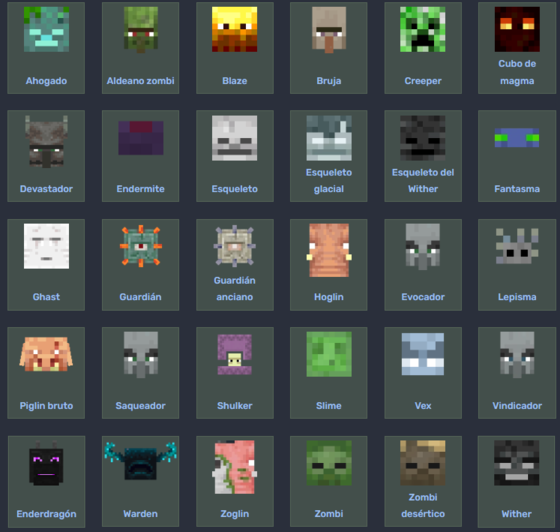 Ahogado
Aldeano zombi
Blaze
Bruja
Creeper
Cubo de
magma
Devastador
Endermite
Esqueleto
Esqueleto
glacial
Esqueleto del
Wither
Fantasma
Ghast
Guardián
Guardián
anciano
Hoglin
Evocador
Lepisma
Piglin bruto
Saqueador
Shulker
Slime
Vex
Vindicador
Enderdragón
Warden
Zoglin
Zombi
Zombi
desértico
Wither